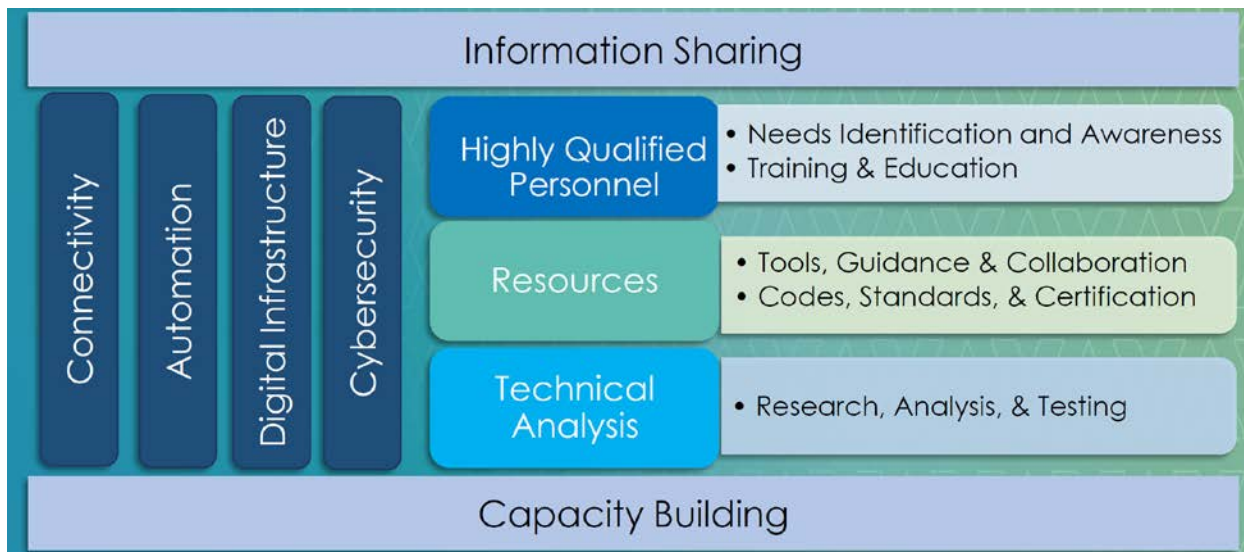 Information Sharing
Connectivity
Automation
Digital Infrastructure
Cybersecurity
Highly Qualified
Personnel
• Needs Identification and Awareness
• Training & Education
Resources
• Tools, Guidance & Collaboration
• Codes, Standards, & Certification
Technical
Analysis
• Research, Analysis, & Testing
Capacity Building